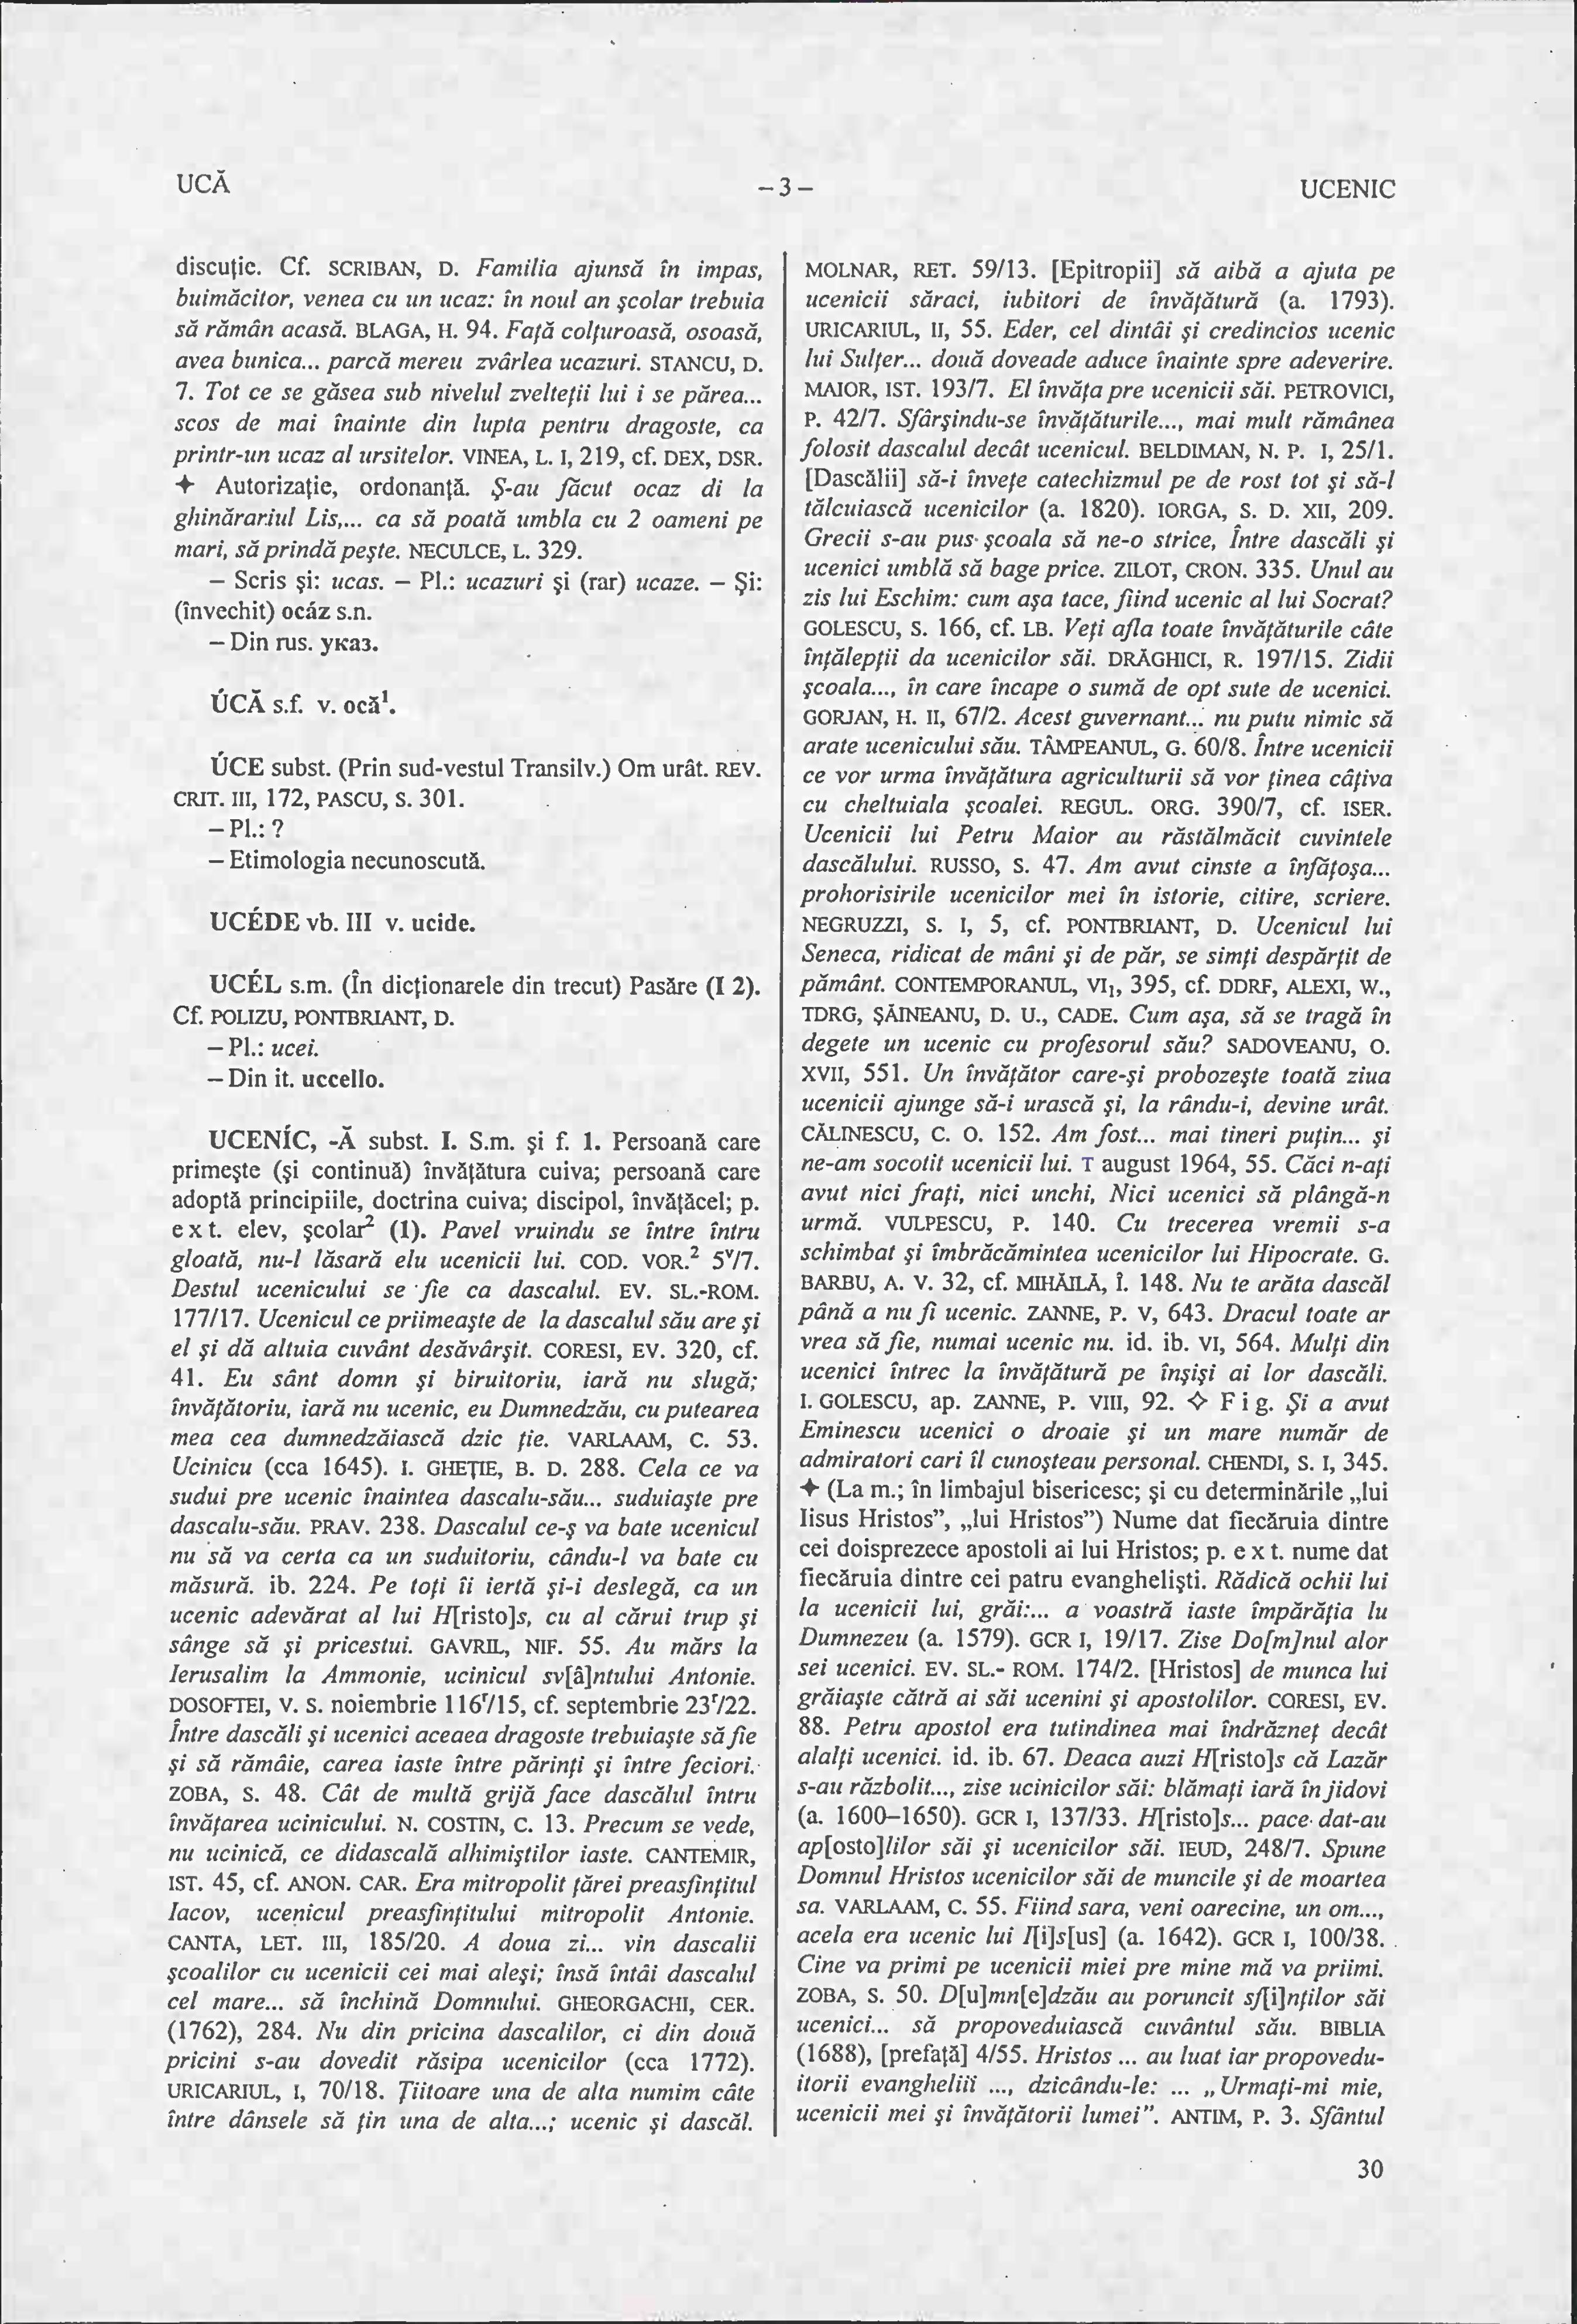 UCĂ
– 3 –
UCENIC
discuţie. Cf. SCRIBAN, D. Familia ajunsă în impas,
buimăcitor, venea cu un ucaz: în noul an şcolar trebuia
să rămân acasă. BLAGA, H. 94. Faţă colţuroasă, osoasă,
avea bunica... parcă mereu zvârlea ucazuri. STANCU, D.
7. Tot ce se găsea sub nivelul zvelteţii lui i se părea...
scos de mai înainte din lupta pentru dragoste, ca
printr-un ucaz al ursitelor. VINEA, L. I, 219, cf. DEX, DSR.
✦ Autorizaţie, ordonanţă. Ş-au făcut ocaz di la
ghinărariul Lis,... ca să poată umbla cu 2 oameni pe
mari, să prindă peşte. NECULCE, L. 329.
– Scris şi: ucas. – Pl.: ucazuri şi (rar) ucaze. – Şi:
(învechit) ocáz s.n.
– Din rus. указ.
ÚCĂ s.f. v. ocă¹.
ÚCE subst. (Prin sud-vestul Transilv.) Om urât. REV.
CRIT. III, 172, PASCU, S. 301.
– Pl.: ?
– Etimologia necunoscută.
UCÉDE vb. III v. ucide.
UCÉL s.m. (În dicţionarele din trecut) Pasăre (I 2).
Cf. POLIZU, PONTBRIANT, D.
– Pl.: ucei.
– Din it. uccello.
UCENÍC, -Ă subst. I. S.m. şi f. 1. Persoană care
primeşte (şi continuă) învăţătura cuiva; persoană care
adoptă principiile, doctrina cuiva; discipol, învăţăcel; p.
ext. elev, şcolar² (1). Pavel vruindu se între întru
gloată, nu-l lăsară elu ucenicii lui. COD. VOR.² 5ᵛ/7.
Destul ucenicului se fie ca dascalul. EV. SL.-ROM.
177/17. Ucenicul ce priimeaşte de la dascalul său are şi
el şi dă altuia cuvânt desăvârşit. CORESI, EV. 320, cf.
41. Eu sânt domn şi biruitoriu, iară nu slugă;
învăţătoriu, iară nu ucenic, eu Dumnedzău, cu putearea
mea cea dumnedzăiască dzic ţie. VARLAAM, C. 53.
Ucinicu (cca 1645). I. GHEŢIE, B. D. 288. Cela ce va
sudui pre ucenic înaintea dascalu-său... suduiaşte pre
dascalu-său. PRAV. 238. Dascalul ce-ş va bate ucenicul
nu să va certa ca un suduitoriu, cându-l va bate cu
măsură. ib. 224. Pe toţi îi iertă şi-i deslegă, ca un
ucenic adevărat al lui H[risto]s, cu al cărui trup şi
sânge să şi pricestui. GAVRIL, NIF. 55. Au mărs la
Ierusalim la Ammonie, ucinicul sv[â]ntului Antonie.
DOSOFTEI, V. S. noiembrie 116ʳ/15, cf. septembrie 23ʳ/22.
Între dascăli şi ucenici aceaea dragoste trebuiaşte să fie
şi să rămâie, carea iaste între părinţi şi între feciori.
ZOBA, S. 48. Cât de multă grijă face dascălul întru
învăţarea ucinicului. N. COSTIN, C. 13. Precum se vede,
nu ucinică, ce didascală alhimiştilor iaste. CANTEMIR,
IST. 45, cf. ANON. CAR. Era mitropolit ţărei preasfinţitul
Iacov, ucenicul preasfinţitului mitropolit Antonie.
CANTA, LET. III, 185/20. A doua zi... vin dascalii
şcoalilor cu ucenicii cei mai aleşi; însă întâi dascalul
cel mare... să închină Domnului. GHEORGACHI, CER.
(1762), 284. Nu din pricina dascalilor, ci din două
pricini s-au dovedit răsipa ucenicilor (cca 1772).
URICARIUL, I, 70/18. Ţiitoare una de alta numim câte
între dânsele să ţin una de alta...; ucenic şi dascăl.
MOLNAR, RET. 59/13. [Epitropii] să aibă a ajuta pe
ucenicii săraci, iubitori de învăţătură (a. 1793).
URICARIUL, II, 55. Eder, cel dintâi şi credincios ucenic
lui Sulţer... două doveade aduce înainte spre adeverire.
MAIOR, IST. 193/7. El învăţa pre ucenicii săi. PETROVICI,
P. 42/7. Sfârşindu-se învăţăturile..., mai mult rămânea
folosit dascalul decât ucenicul. BELDIMAN, N. P. I, 25/1.
[Dascălii] să-i înveţe catechizmul pe de rost tot şi să-l
tălcuiască ucenicilor (a. 1820). IORGA, S. D. XII, 209.
Grecii s-au pus şcoala să ne-o strice, Între dascăli şi
ucenici umblă să bage price. ZILOT, CRON. 335. Unul au
zis lui Eschim: cum aşa tace, fiind ucenic al lui Socrat?
GOLESCU, S. 166, cf. LB. Veţi afla toate învăţăturile câte
înţălepţii da ucenicilor săi. DRĂGHICI, R. 197/15. Zidii
şcoala..., în care încape o sumă de opt sute de ucenici.
GORJAN, H. II, 67/2. Acest guvernant... nu putu nimic să
arate ucenicului său. TÂMPEANUL, G. 60/8. Între ucenicii
ce vor urma învăţătura agriculturii să vor ţinea câţiva
cu cheltuiala şcoalei. REGUL. ORG. 390/7, cf. ISER.
Ucenicii lui Petru Maior au răstălmăcit cuvintele
dascălului. RUSSO, S. 47. Am avut cinste a înfăţoşa...
prohorisirile ucenicilor mei în istorie, citire, scriere.
NEGRUZZI, S. I, 5, cf. PONTBRIANT, D. Ucenicul lui
Seneca, ridicat de mâni şi de păr, se simţi despărţit de
pământ. CONTEMPORANUL, VI₁, 395, cf. DDRF, ALEXI, W.,
TDRG, ŞĂINEANU, D. U., CADE. Cum aşa, să se tragă în
degete un ucenic cu profesorul său? SADOVEANU, O.
XVII, 551. Un învăţător care-şi probozeşte toată ziua
ucenicii ajunge să-i urască şi, la rându-i, devine urât.
CĂLINESCU, C. O. 152. Am fost... mai tineri puţin... şi
ne-am socotit ucenicii lui. T august 1964, 55. Căci n-aţi
avut nici fraţi, nici unchi, Nici ucenici să plângă-n
urmă. VULPESCU, P. 140. Cu trecerea vremii s-a
schimbat şi îmbrăcămintea ucenicilor lui Hipocrate. G.
BARBU, A. V. 32, cf. MIHĂILĂ, Î. 148. Nu te arăta dascăl
până a nu fi ucenic. ZANNE, P. V, 643. Dracul toate ar
vrea să fie, numai ucenic nu. id. ib. VI, 564. Mulţi din
ucenici întrec la învăţătură pe înşişi ai lor dascăli.
I. GOLESCU, ap. ZANNE, P. VIII, 92. ✧ Fig. Şi a avut
Eminescu ucenici o droaie şi un mare număr de
admiratori cari îl cunoşteau personal. CHENDI, S. I, 345.
✦ (La m.; în limbajul bisericesc; şi cu determinările „lui
Iisus Hristos”, „lui Hristos”) Nume dat fiecăruia dintre
cei doisprezece apostoli ai lui Hristos; p. ext. nume dat
fiecăruia dintre cei patru evanghelişti. Rădică ochii lui
la ucenicii lui, grăi:... a voastră iaste împărăţia lu
Dumnezeu (a. 1579). GCR I, 19/17. Zise Do[m]nul alor
sei ucenici. EV. SL.- ROM. 174/2. [Hristos] de munca lui
grăiaşte cătră ai săi ucenini şi apostolilor. CORESI, EV.
88. Petru apostol era tutindinea mai îndrăzneţ decât
alalţi ucenici. id. ib. 67. Deaca auzi H[risto]s că Lazăr
s-au războlit..., zise ucinicilor săi: blămaţi iară în jidovi
(a. 1600–1650). GCR I, 137/33. H[risto]s... pace dat-au
ap[osto]lilor săi şi ucenicilor săi. IEUD, 248/7. Spune
Domnul Hristos ucenicilor săi de muncile şi de moartea
sa. VARLAAM, C. 55. Fiind sara, veni oarecine, un om...,
acela era ucenic lui I[i]s[us] (a. 1642). GCR I, 100/38.
Cine va primi pe ucenicii miei pre mine mă va priimi.
ZOBA, S. 50. D[u]mn[e]dzău au poruncit sf[i]nţilor săi
ucenici... să propoveduiască cuvântul său. BIBLIA
(1688), [prefaţă] 4/55. Hristos ... au luat iar propovedu-
itorii evangheliii ..., dzicându-le: ... „Urmaţi-mi mie,
ucenicii mei şi învăţătorii lumei”. ANTIM, P. 3. Sfântul
30